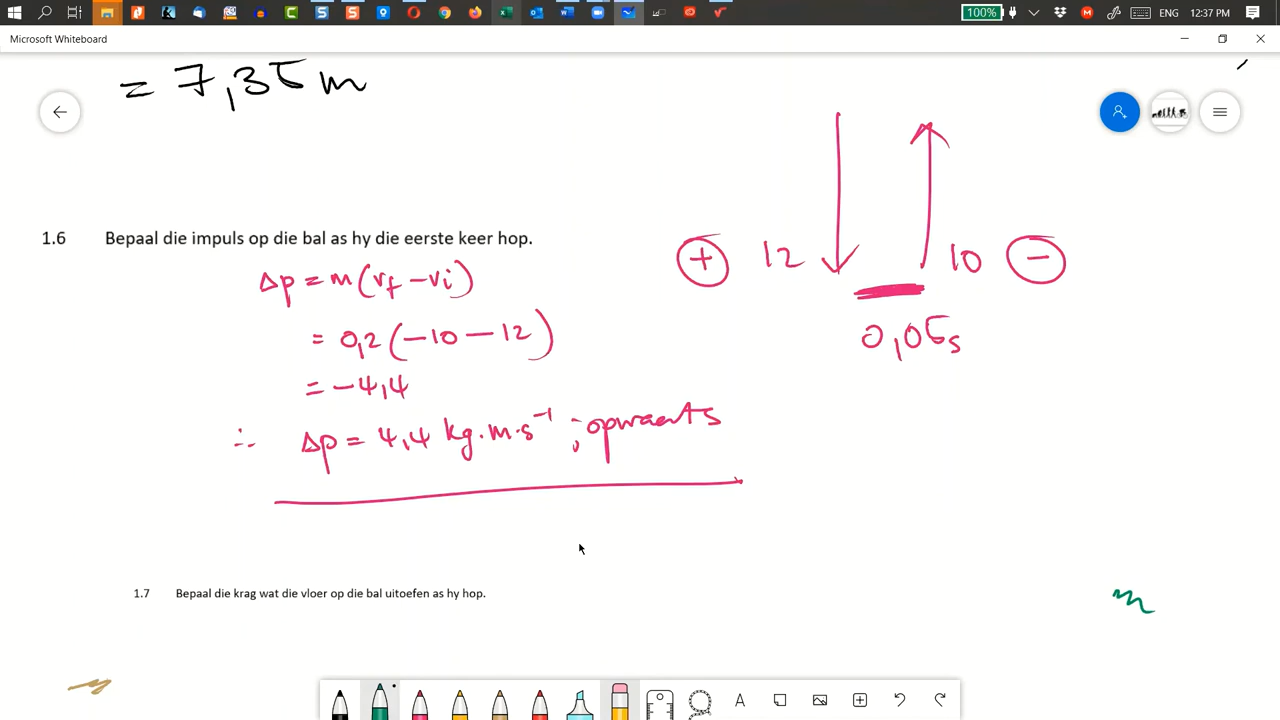 100% ENG 12:37 PM
Microsoft Whiteboard
= 7,35 m
1.6 Bepaal die impuls op die bal as hy die eerste keer hop.
Δp = m(vf - vi)
= 0,2(-10 - 12)
= -4,4
∴ Δp = 4,4 kg.m.s⁻¹ ; opwaarts
+ 12 10 -
0,05s
1.7 Bepaal die krag wat die vloer op die bal uitoefen as hy hop.